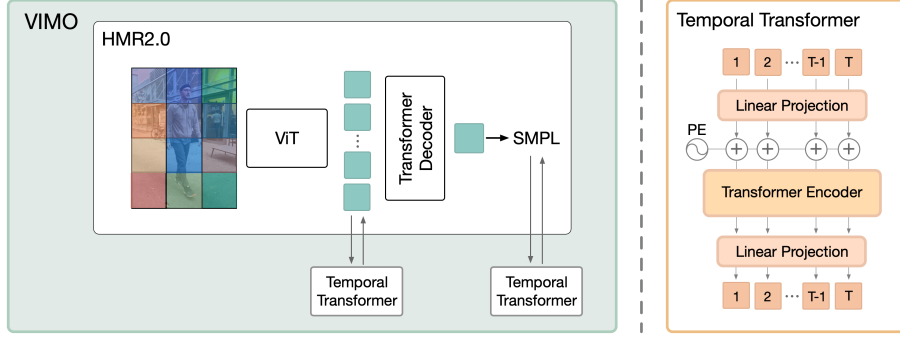 VIMO
HMR2.0
ViT
...
Transformer
Decoder
SMPL
Temporal
Transformer
Temporal
Transformer
Temporal Transformer
1 2 ... T-1 T
Linear Projection
PE
+ + + +
Transformer Encoder
Linear Projection
1 2 ... T-1 T